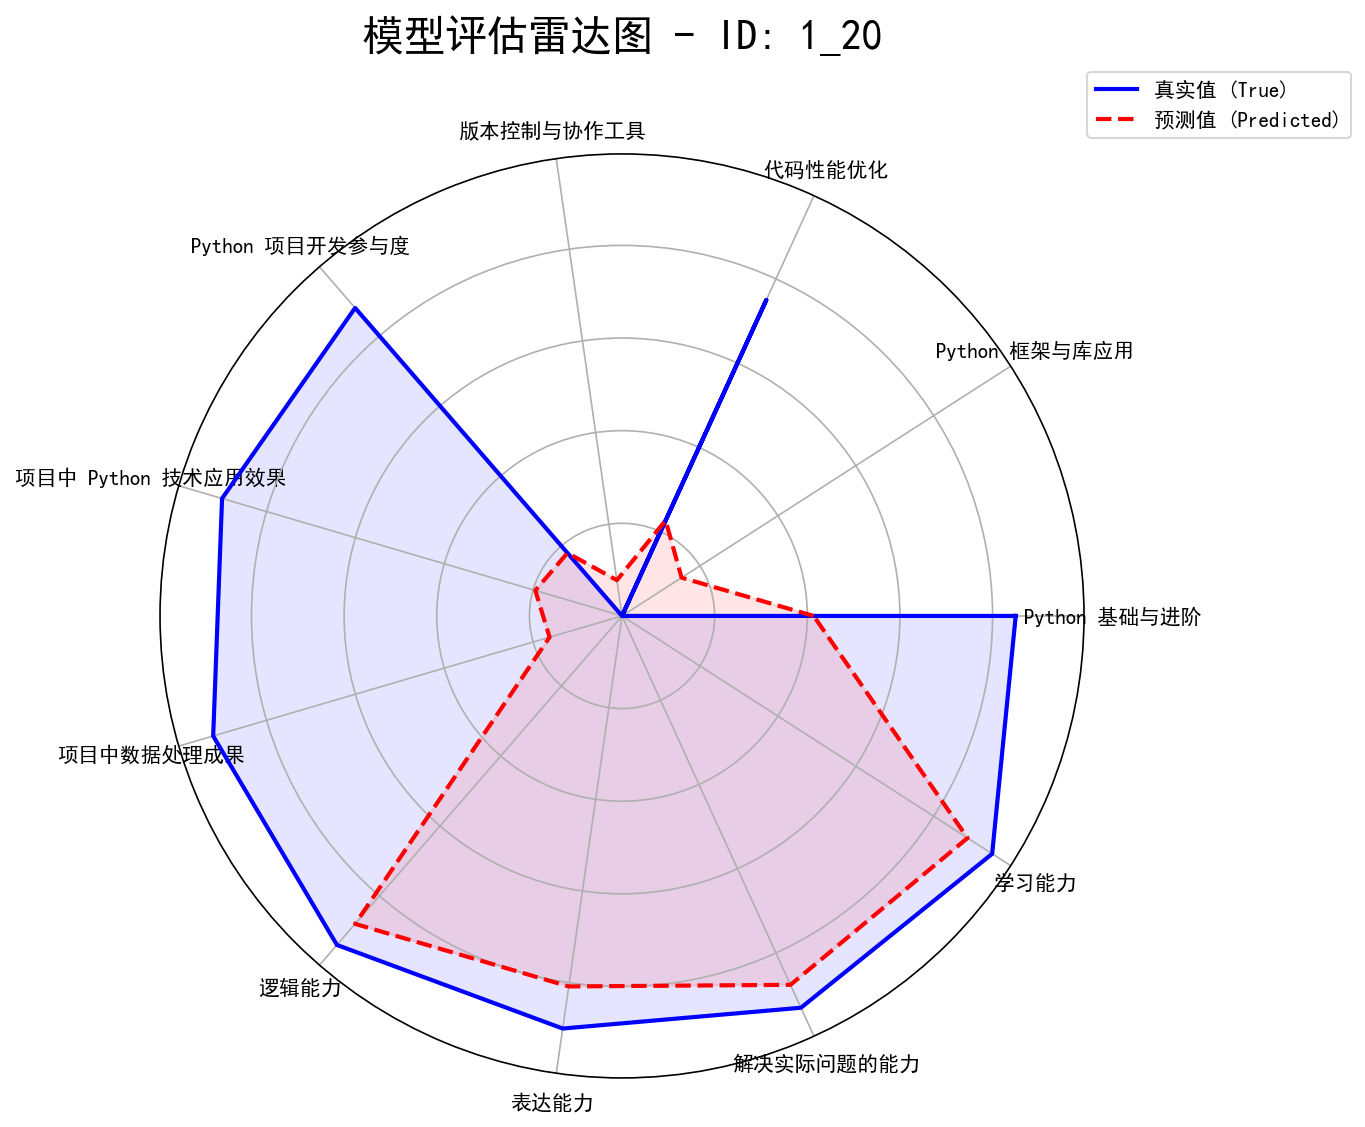 模型评估雷达图 - ID: 1_20
真实值 (True)
预测值 (Predicted)
版本控制与协作工具
代码性能优化
Python 项目开发参与度
Python 框架与库应用
项目中 Python 技术应用效果
Python 基础与进阶
项目中数据处理成果
学习能力
逻辑能力
解决实际问题的能力
表达能力